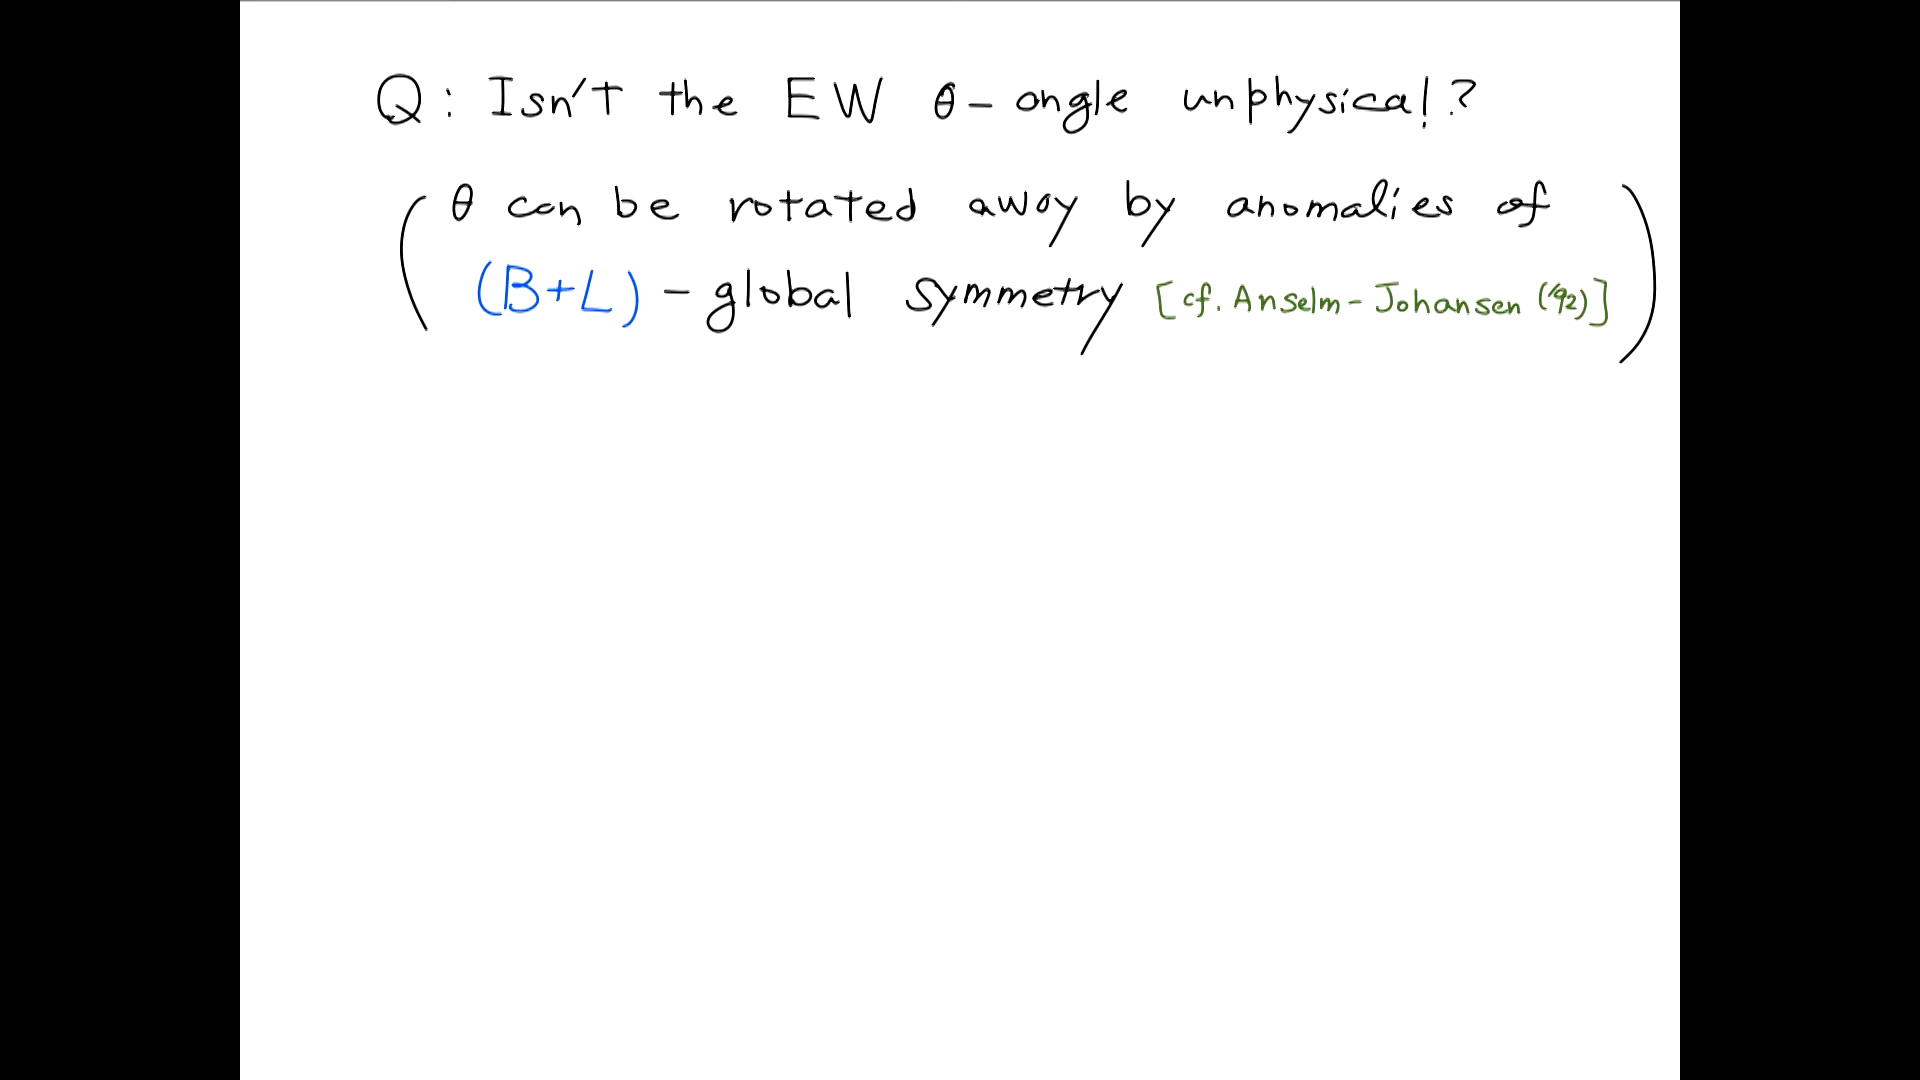 Q: Isn't the EW θ-angle unphysical!?
(θ can be rotated away by anomalies of
(B+L)-global symmetry [cf. Anselm-Johansen ('92)])